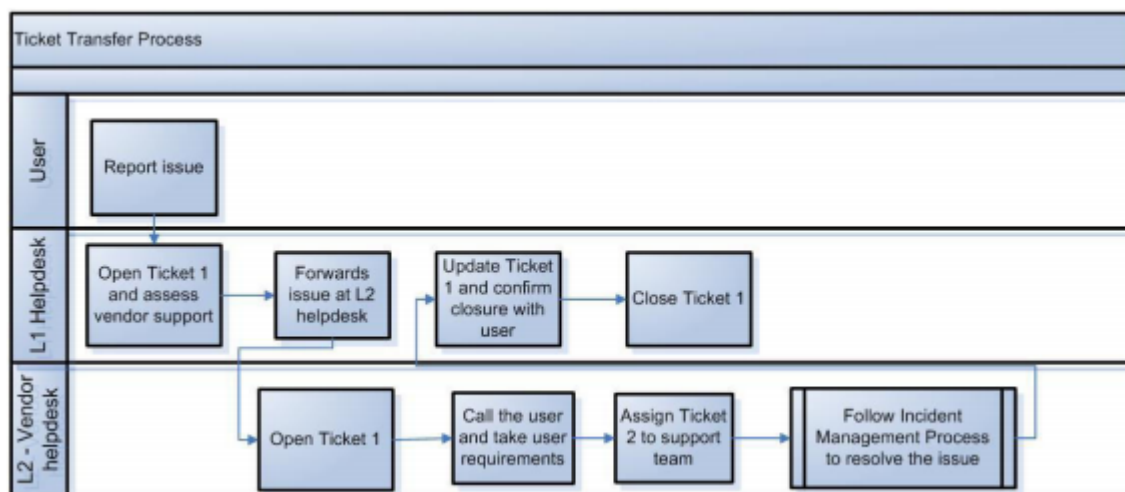 Ticket Transfer Process
User
Report issue
L1 Helpdesk
Open Ticket 1
and assess
vendor support
Forwards
issue at L2
helpdesk
Update Ticket
1 and confirm
closure with
user
Close Ticket 1
L2 - Vendor
helpdesk
Open Ticket 1
Call the user
and take user
requirements
Assign Ticket
2 to support
team
Follow Incident
Management Process
to resolve the issue